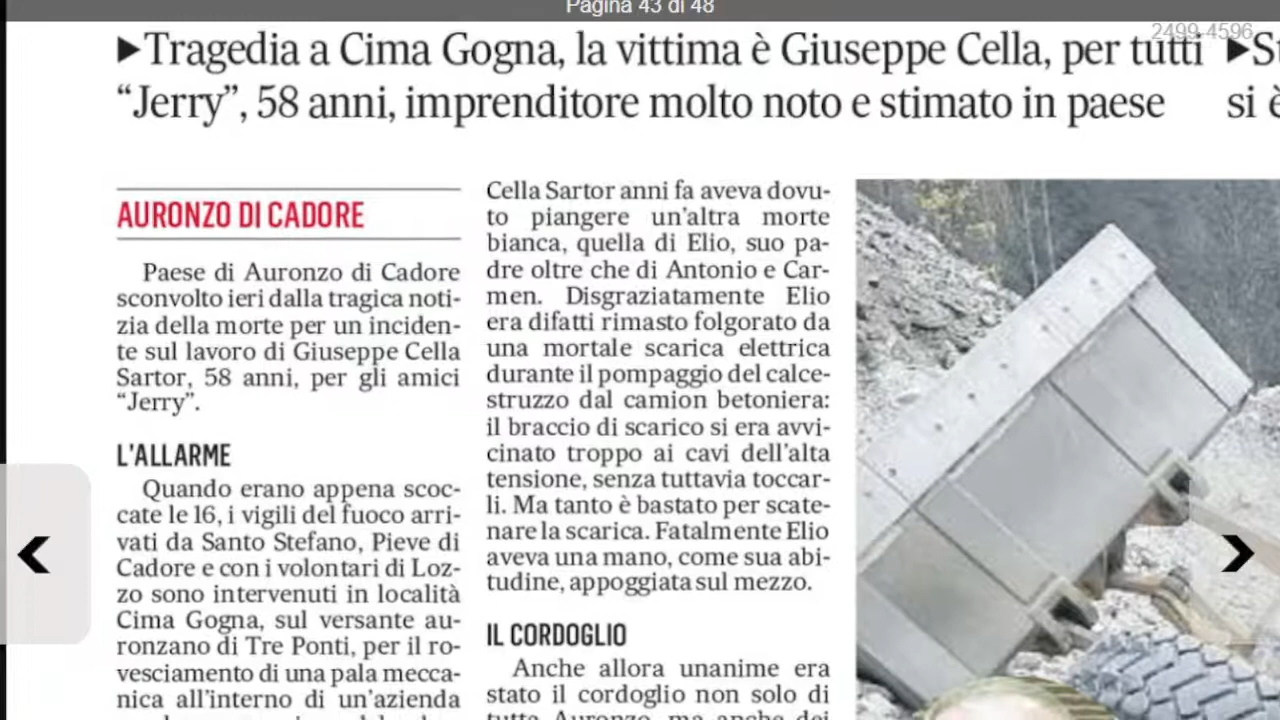 Pagina 43 di 48
2499-4596
▶Tragedia a Cima Gogna, la vittima è Giuseppe Cella, per tutti
“Jerry”, 58 anni, imprenditore molto noto e stimato in paese
si è
AURONZO DI CADORE
Paese di Auronzo di Cadore
sconvolto ieri dalla tragica noti-
zia della morte per un inciden-
te sul lavoro di Giuseppe Cella
Sartor, 58 anni, per gli amici
“Jerry”.
L'ALLARME
Quando erano appena scoc-
cate le 16, i vigili del fuoco arri-
vati da Santo Stefano, Pieve di
Cadore e con i volontari di Loz-
zo sono intervenuti in località
Cima Gogna, sul versante au-
ronzano di Tre Ponti, per il ro-
vesciamento di una pala mecca-
nica all'interno di un'azienda
Cella Sartor anni fa aveva dovu-
to piangere un'altra morte
bianca, quella di Elio, suo pa-
dre oltre che di Antonio e Car-
men. Disgraziatamente Elio
era difatti rimasto folgorato da
una mortale scarica elettrica
durante il pompaggio del calce-
struzzo dal camion betoniera:
il braccio di scarico si era avvi-
cinato troppo ai cavi dell'alta
tensione, senza tuttavia toccar-
li. Ma tanto è bastato per scate-
nare la scarica. Fatalmente Elio
aveva una mano, come sua abi-
tudine, appoggiata sul mezzo.
IL CORDOGLIO
Anche allora unanime era
stato il cordoglio non solo di
tutta Auronzo, ma anche dei